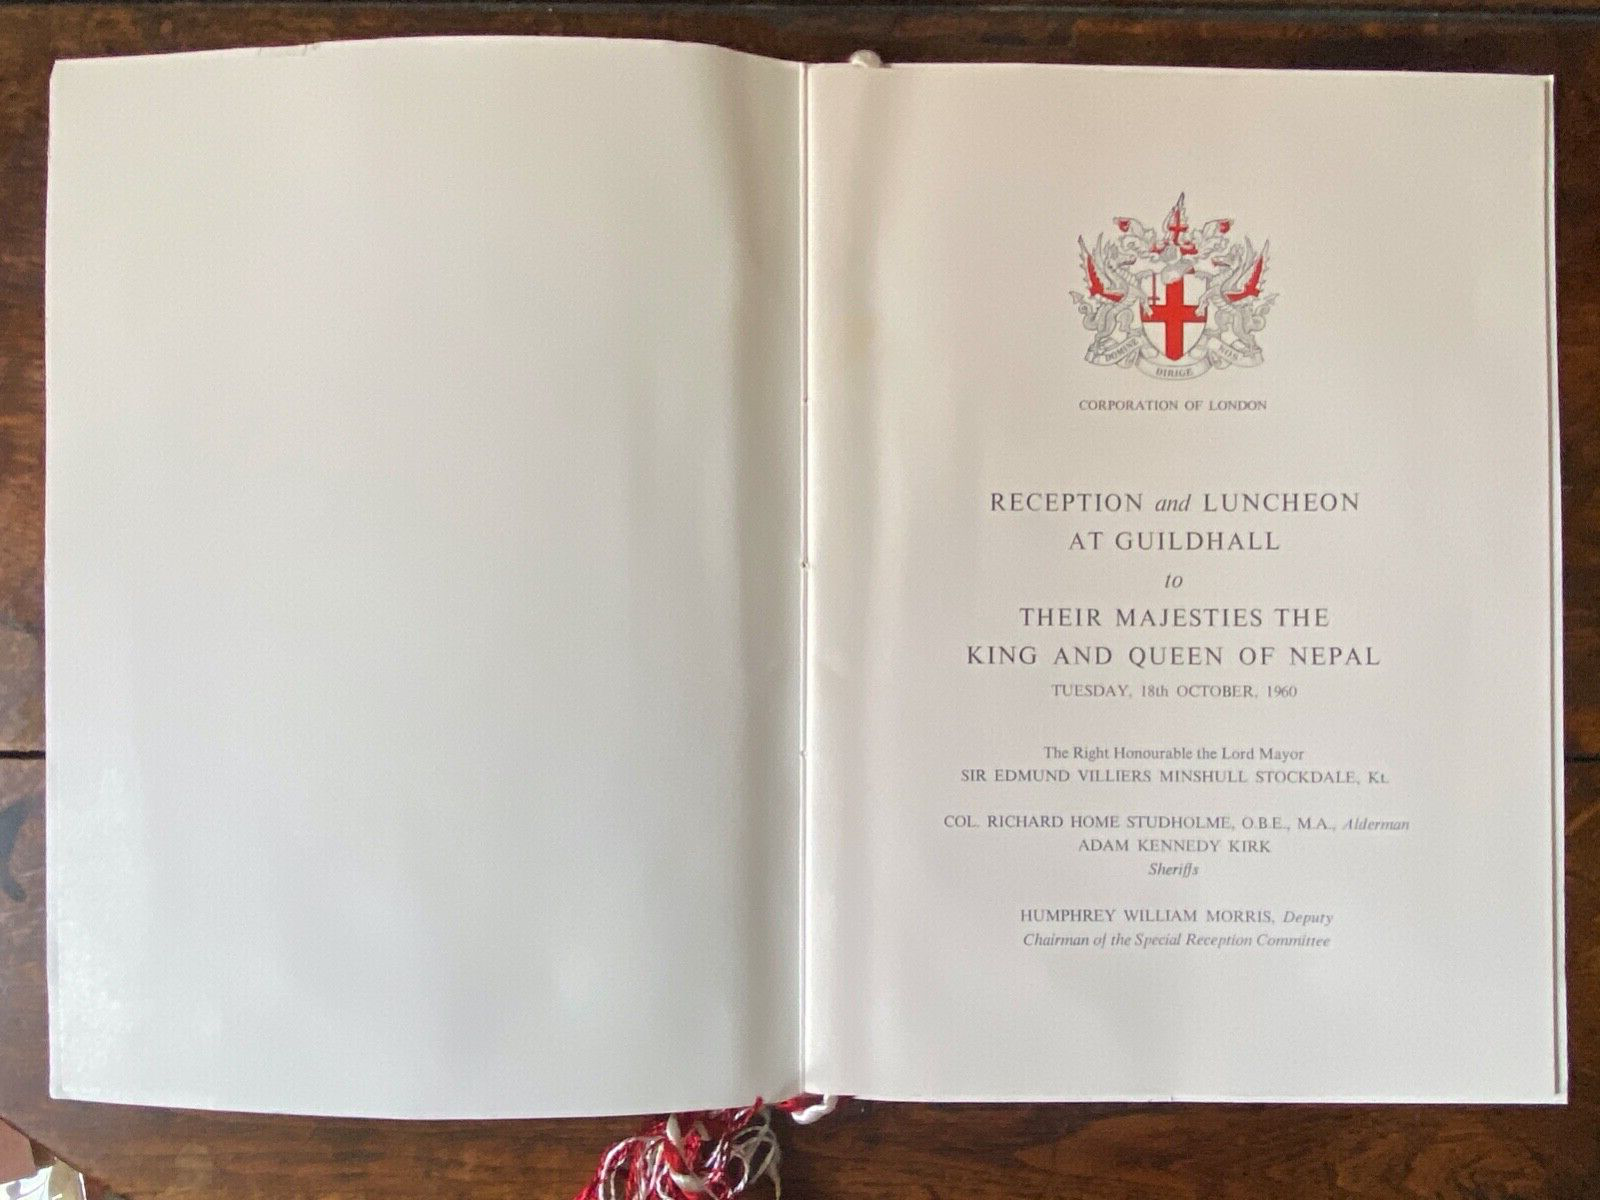 DOMINE
DIRIGE
NOS
CORPORATION OF LONDON
RECEPTION and LUNCHEON
AT GUILDHALL
to
THEIR MAJESTIES THE
KING AND QUEEN OF NEPAL
TUESDAY, 18th OCTOBER, 1960
The Right Honourable the Lord Mayor
SIR EDMUND VILLIERS MINSHULL STOCKDALE, Kt.
COL. RICHARD HOME STUDHOLME, O.B.E., M.A., Alderman
ADAM KENNEDY KIRK
Sheriffs
HUMPHREY WILLIAM MORRIS, Deputy
Chairman of the Special Reception Committee